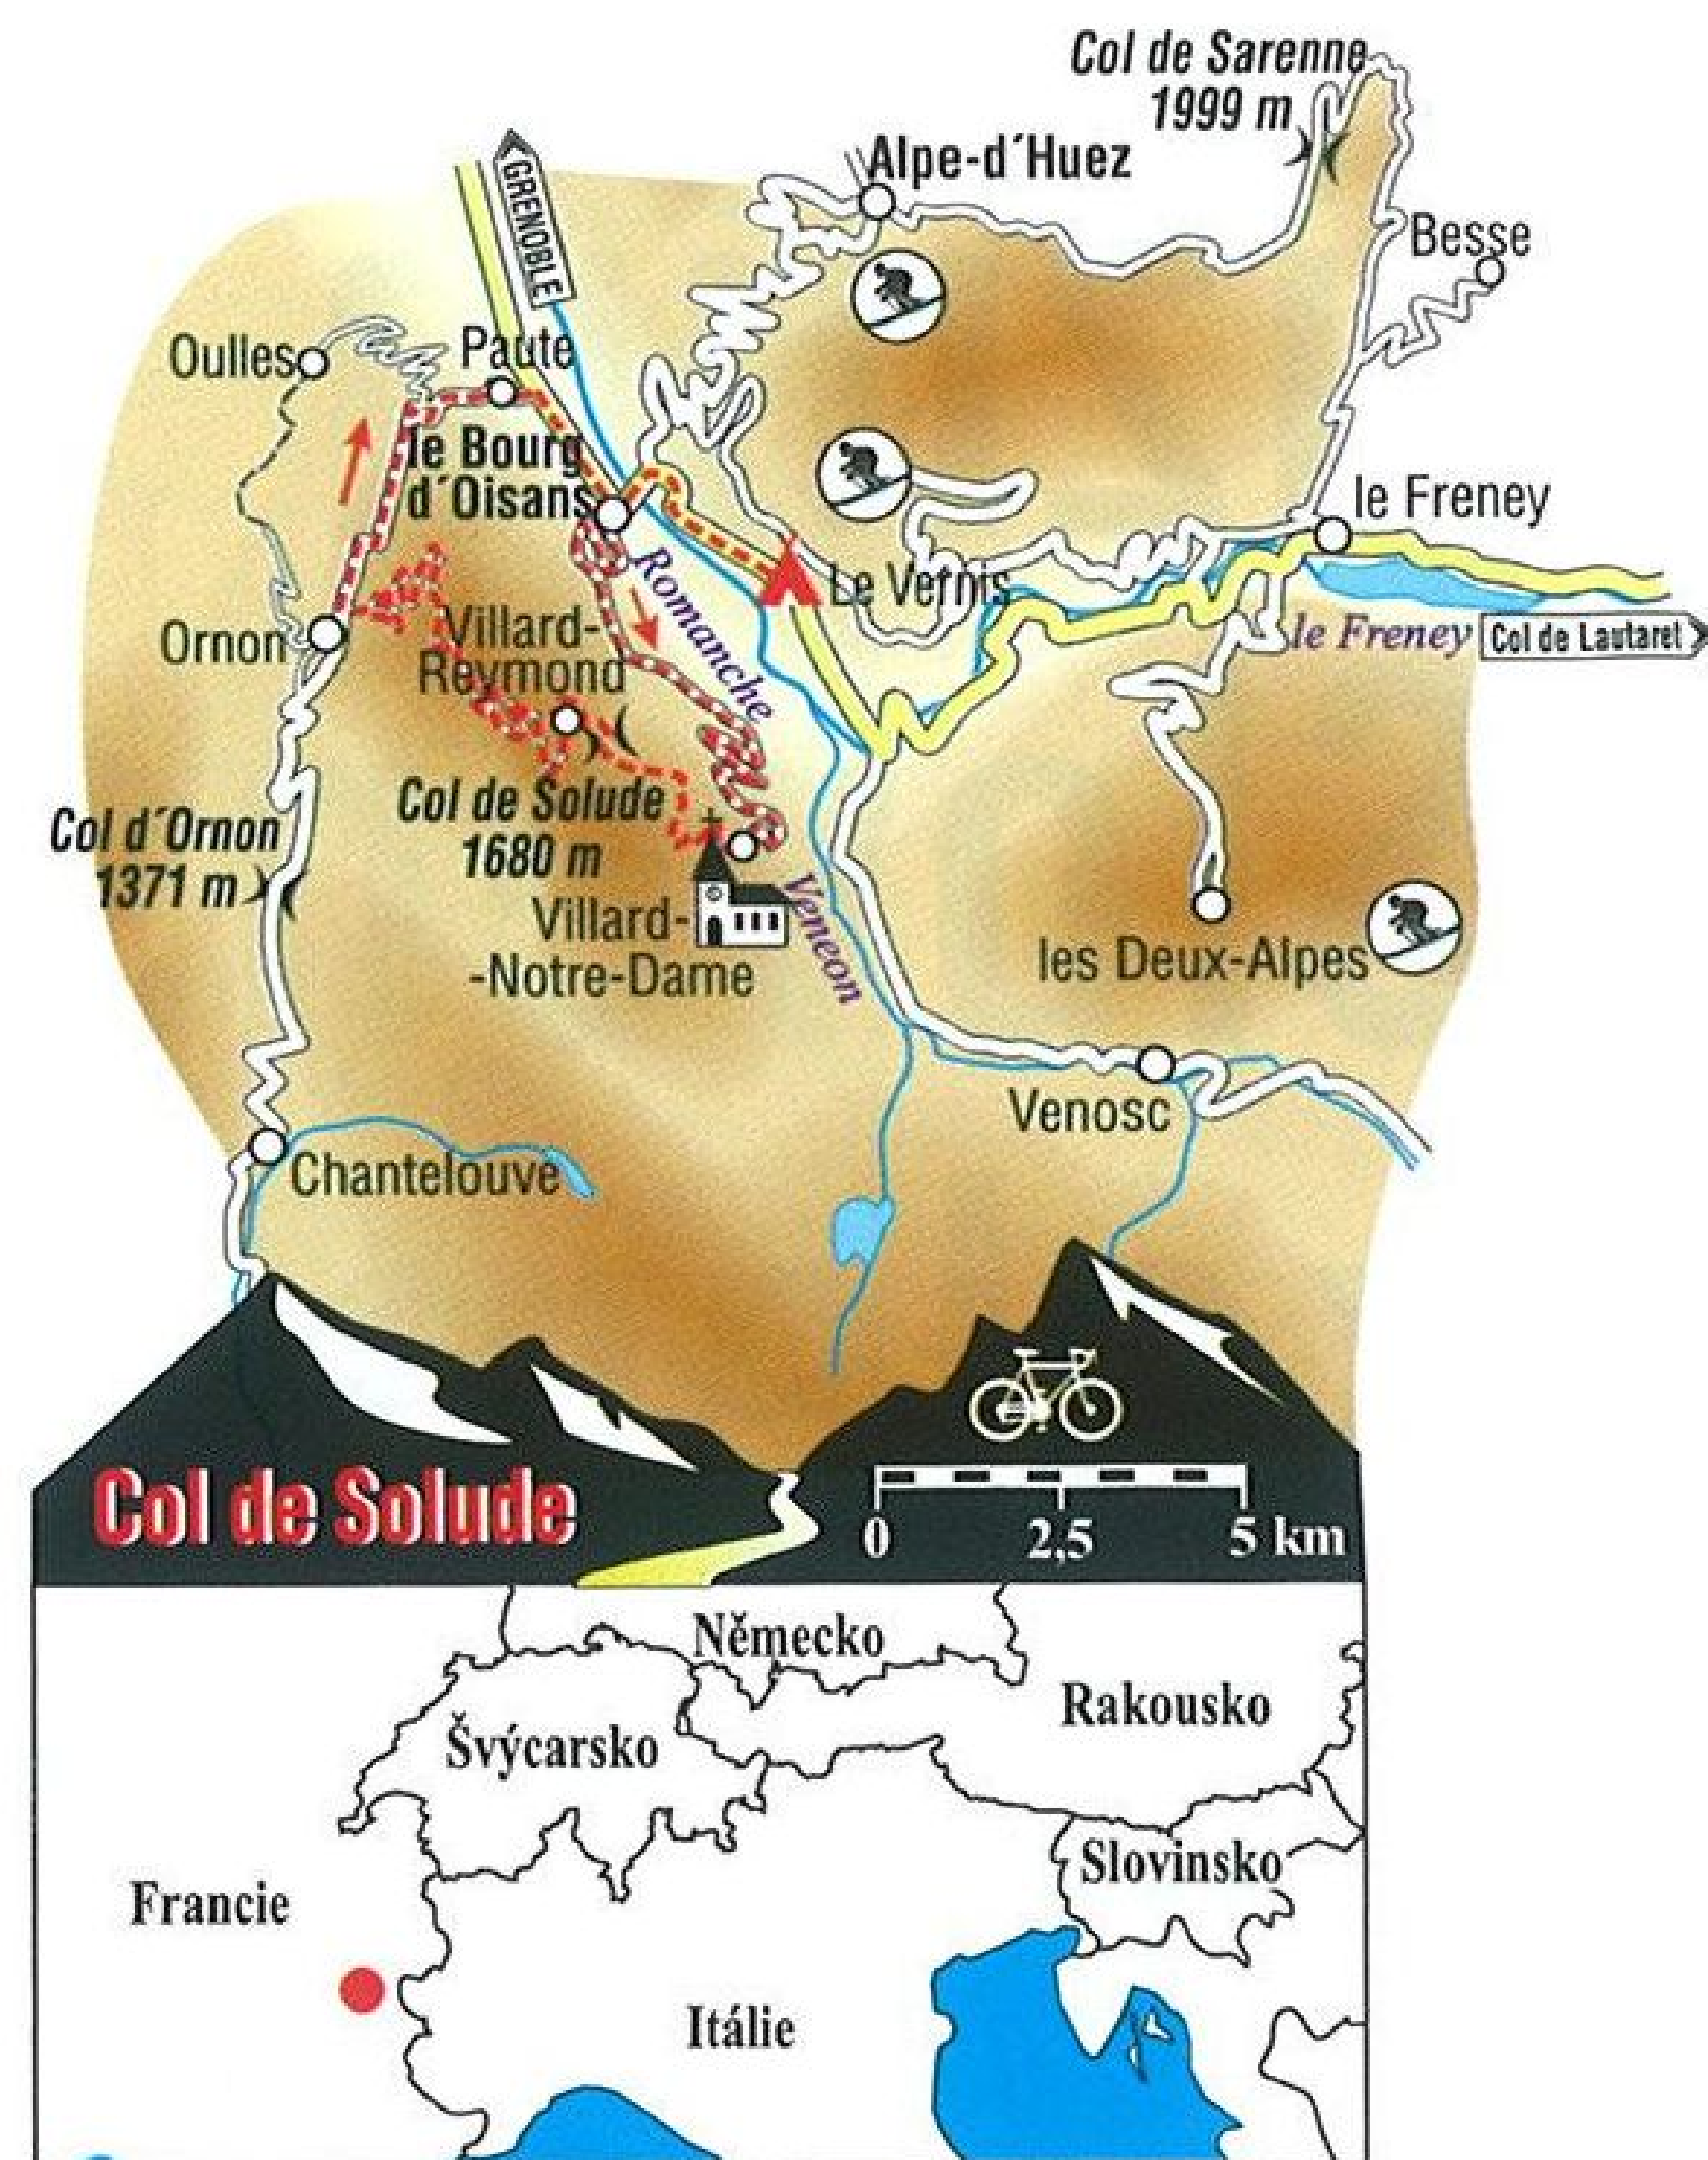 Col de Sarenne
1999 m
Alpe-d´Huez
GRENOBLE
Besse
Oulles
Paute
le Bourg
d´Oisans
le Freney
Romanche
Le Vernis
Ornon
Villard-
Reymond
le Freney
Col de Lautaret
Col d´Ornon
1371 m
Col de Solude
1680 m
Villard-
-Notre-Dame
Veneon
les Deux-Alpes
Venosc
Chantelouve
Col de Solude
0 2,5 5 km
Německo
Rakousko
Švýcarsko
Slovinsko
Francie
Itálie